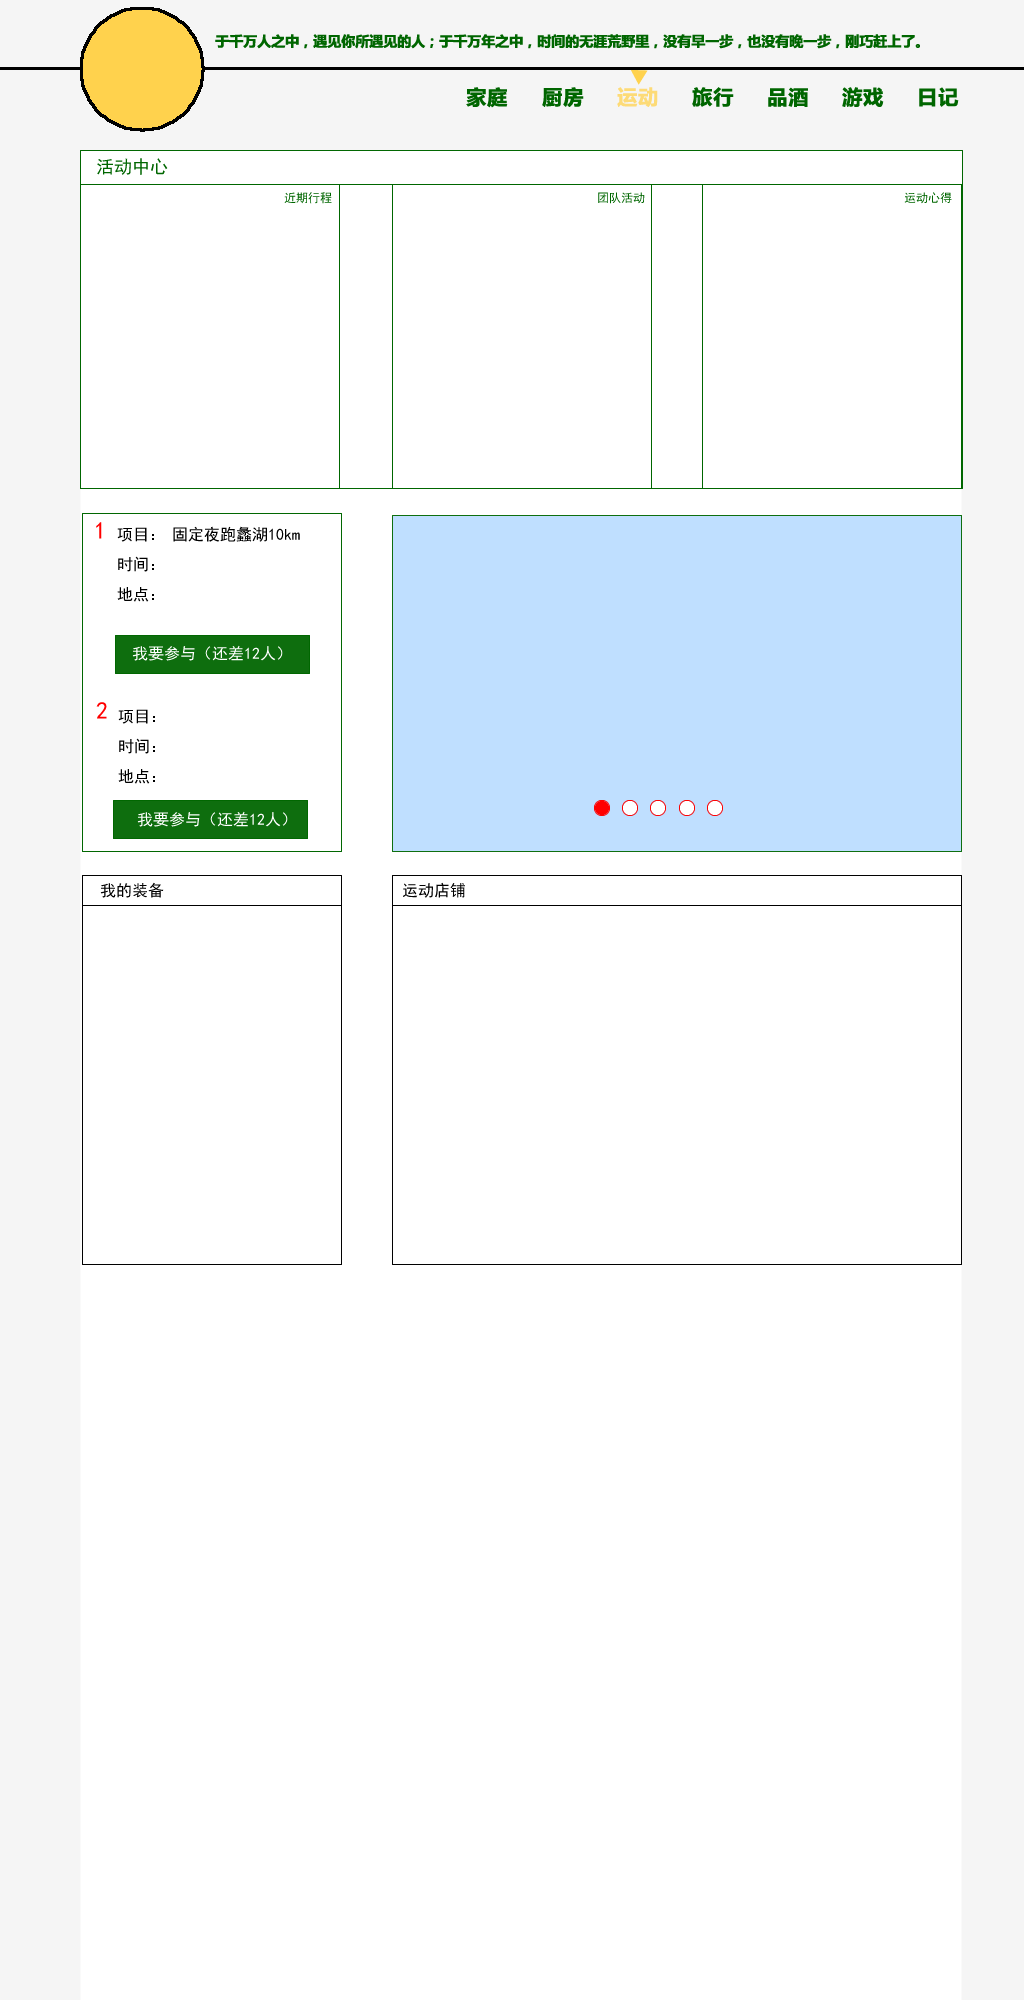 于千万人之中，遇见你所遇见的人；于千万年之中，时间的无涯荒野里，没有早一步，也没有晚一步，刚巧赶上了。
家庭 厨房 运动 旅行 品酒 游戏 日记
活动中心
近期行程 团队活动 运动心得
1 项目： 固定夜跑蠡湖10km
时间：
地点：
我要参与（还差12人）
2 项目：
时间：
地点：
我要参与（还差12人）
我的装备 运动店铺